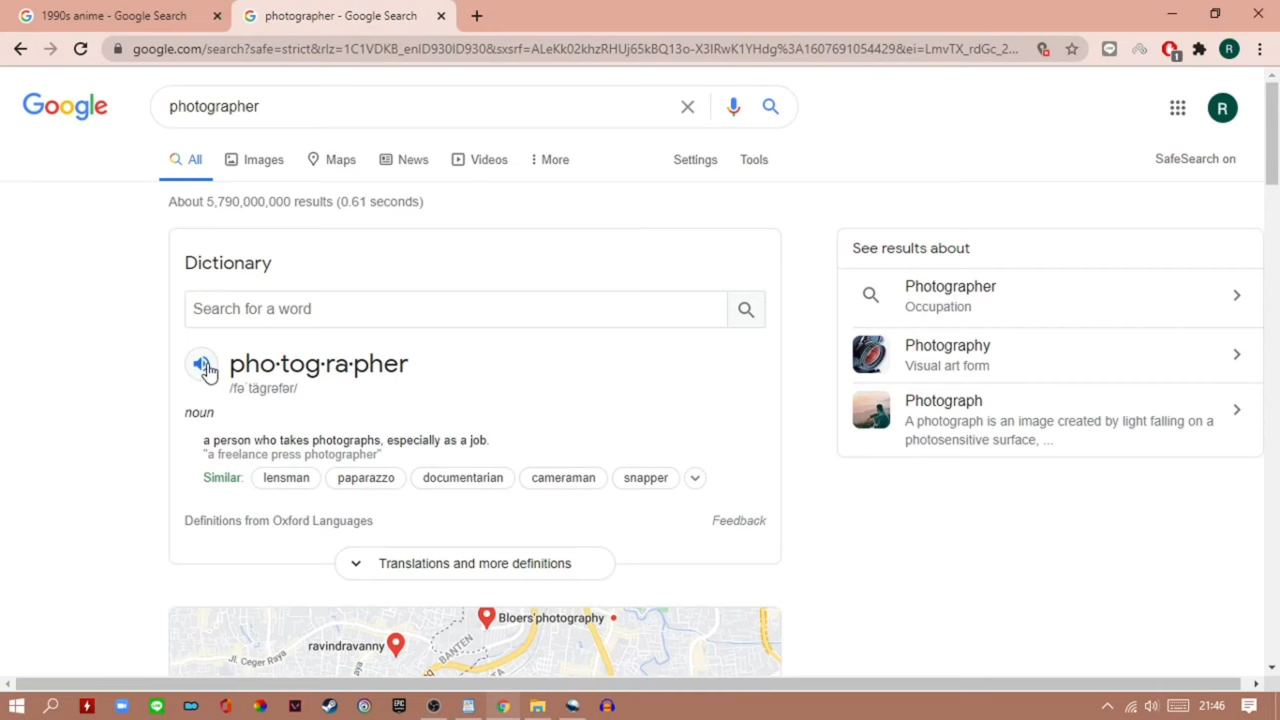 1990s anime - Google Search
photographer - Google Search
google.com/search?safe=strict&rlz=1C1VDKB_enID930ID930&sxsrf=ALeKk02khzRHUj65kBQ13o-X3IRwK1YHdg%3A1607691054429&ei=LmvTX_rdGc_2...
Google
photographer
All
Images
Maps
News
Videos
More
Settings
Tools
R
SafeSearch on
About 5,790,000,000 results (0.61 seconds)
Dictionary
Search for a word
pho·tog·ra·pher
/fəˈtäɡrəfər/
noun
a person who takes photographs, especially as a job.
"a freelance press photographer"
Similar: lensman paparazzo documentarian cameraman snapper
Definitions from Oxford Languages
Feedback
Translations and more definitions
See results about
Photographer
Occupation
Photography
Visual art form
Photograph
A photograph is an image created by light falling on a
photosensitive surface, ...
Bloers'photography
ravindravanny
BANTEN
Jl. Ceger Raya
21:46